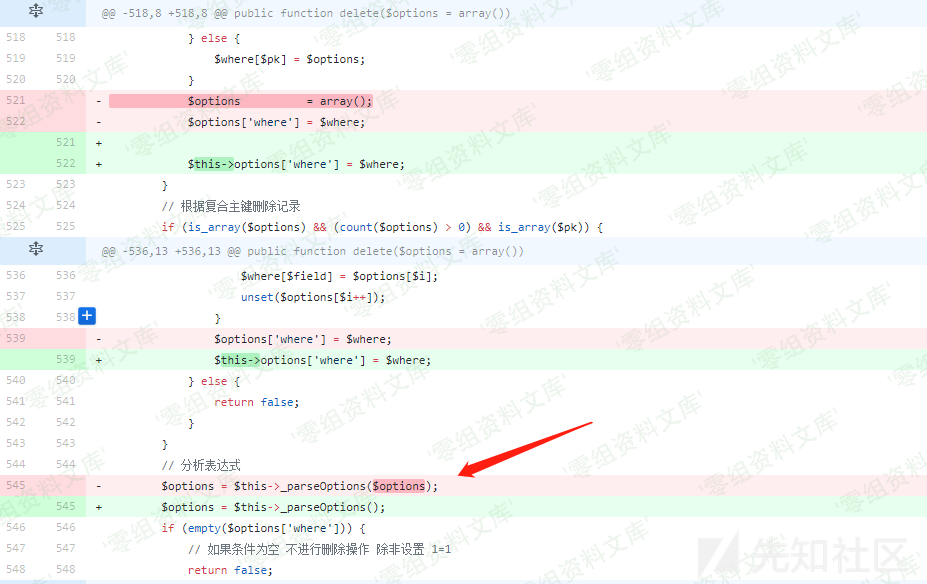 @@ -518,8 +518,8 @@ public function delete($options = array())
518 518 } else {
519 519 $where[$pk] = $options;
520 520 }
521 - $options = array();
522 - $options['where'] = $where;
521 +
522 + $this->options['where'] = $where;
523 523 }
524 524 // 根据复合主键删除记录
525 525 if (is_array($options) && (count($options) > 0) && is_array($pk)) {
@@ -536,13 +536,13 @@ public function delete($options = array())
536 536 $where[$field] = $options[$i];
537 537 unset($options[$i++]);
538 538 }
539 - $options['where'] = $where;
539 + $this->options['where'] = $where;
540 540 } else {
541 541 return false;
542 542 }
543 543 }
544 544 // 分析表达式
545 - $options = $this->_parseOptions($options);
545 + $options = $this->_parseOptions();
546 546 if (empty($options['where'])) {
547 547 // 如果条件为空 不进行删除操作 除非设置 1=1
548 548 return false;
零组资料文库
先知社区